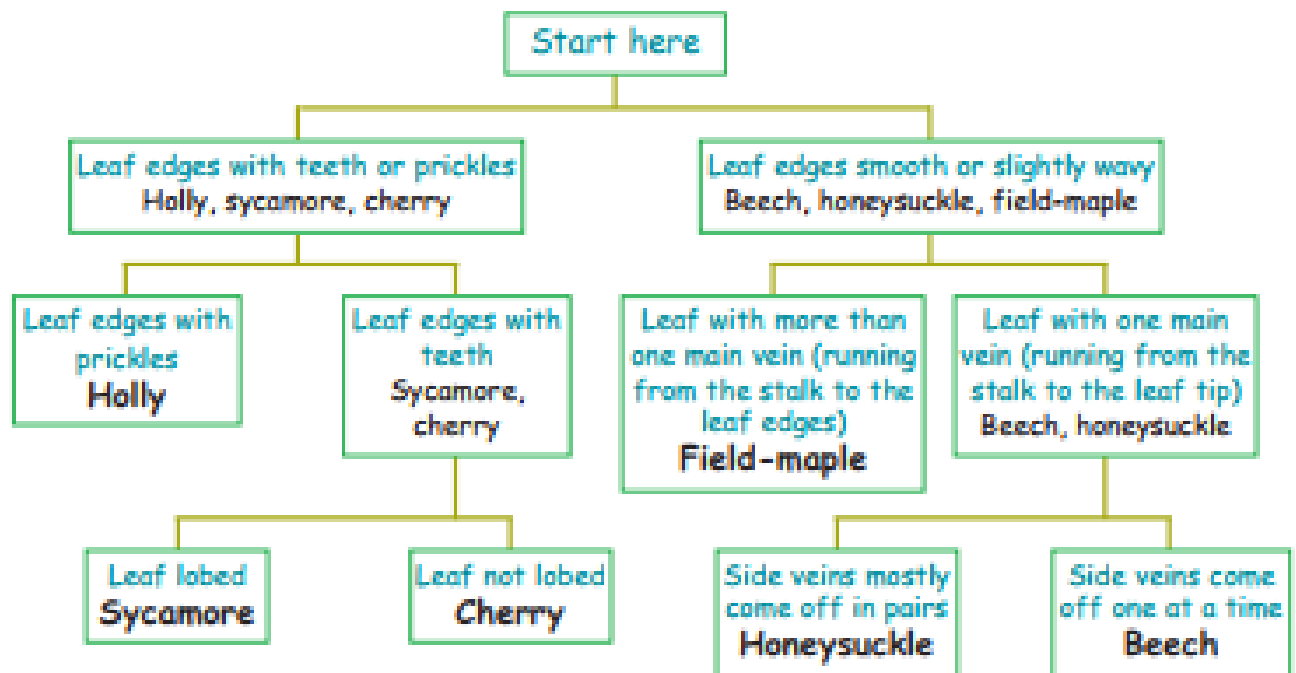 Start here
Leaf edges with teeth or prickles
Holly, sycamore, cherry
Leaf edges smooth or slightly wavy
Beech, honeysuckle, field-maple
Leaf edges with
prickles
Holly
Leaf edges with
teeth
Sycamore,
cherry
Leaf with more than
one main vein (running
from the stalk to the
leaf edges)
Field-maple
Leaf with one main
vein (running from the
stalk to the leaf tip)
Beech, honeysuckle
Leaf lobed
Sycamore
Leaf not lobed
Cherry
Side veins mostly
come off in pairs
Honeysuckle
Side veins come
off one at a time
Beech